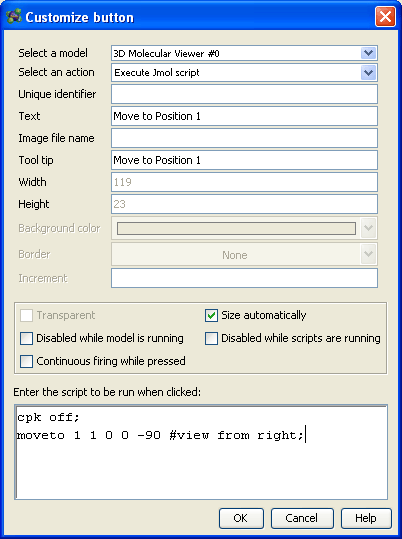 Customize button
Select a model 3D Molecular Viewer #0
Select an action Execute Jmol script
Unique identifier
Text Move to Position 1
Image file name
Tool tip Move to Position 1
Width 119
Height 23
Background color
Border None
Increment
Transparent Size automatically
Disabled while model is running Disabled while scripts are running
Continuous firing while pressed
Enter the script to be run when clicked:
cpk off;
moveto 1 1 0 0 -90 #view from right;
OK Cancel Help